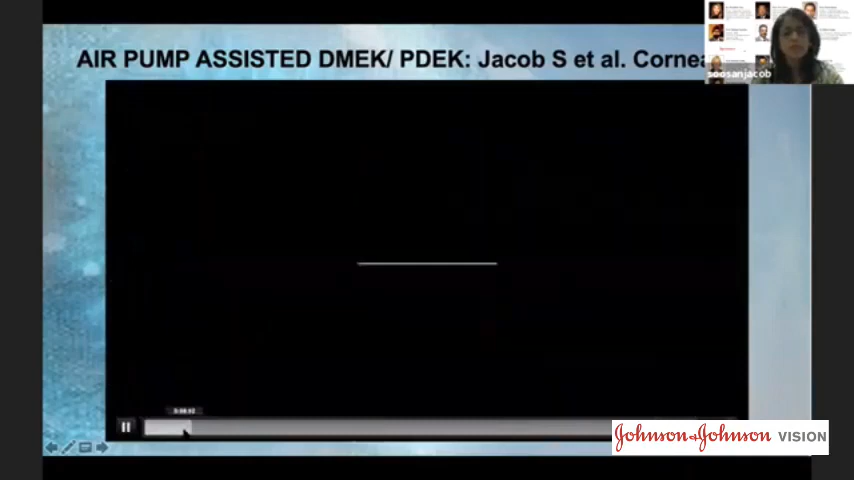 AIR PUMP ASSISTED DMEK/ PDEK: Jacob S et al. Cornea
soosanjacob
Johnson & Johnson VISION